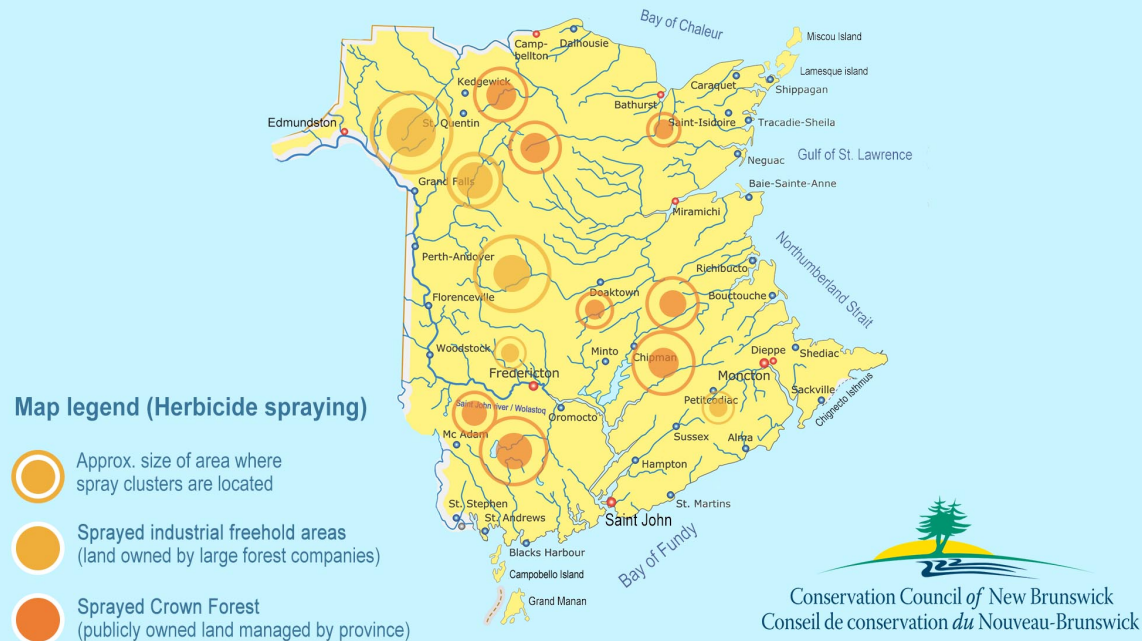 Bay of Chaleur
Miscou Island
Camp-
bellton
Dalhousie
Lamesque island
Kedgewick
Caraquet
Shippagan
Bathurst
Edmundston
St. Quentin
Saint-Isidoire
Tracadie-Sheila
Neguac
Gulf of St. Lawrence
Grand Falls
Baie-Sainte-Anne
Miramichi
Northumberland Strait
Perth-Andover
Richibucto
Doaktown
Bouctouche
Florenceville
Woodstock
Minto
Chipman
Dieppe
Shediac
Fredericton
Moncton
Sackville
Chignecto Isthmus
Petitcodiac
Saint John river / Wolastoq
Oromocto
Mc Adam
Sussex
Alma
Hampton
St. Martins
St. Stephen
St. Andrews
Saint John
Blacks Harbour
Bay of Fundy
Campobello Island
Grand Manan
Map legend (Herbicide spraying)
Approx. size of area where
spray clusters are located
Sprayed industrial freehold areas
(land owned by large forest companies)
Sprayed Crown Forest
(publicly owned land managed by province)
Conservation Council of New Brunswick
Conseil de conservation du Nouveau-Brunswick